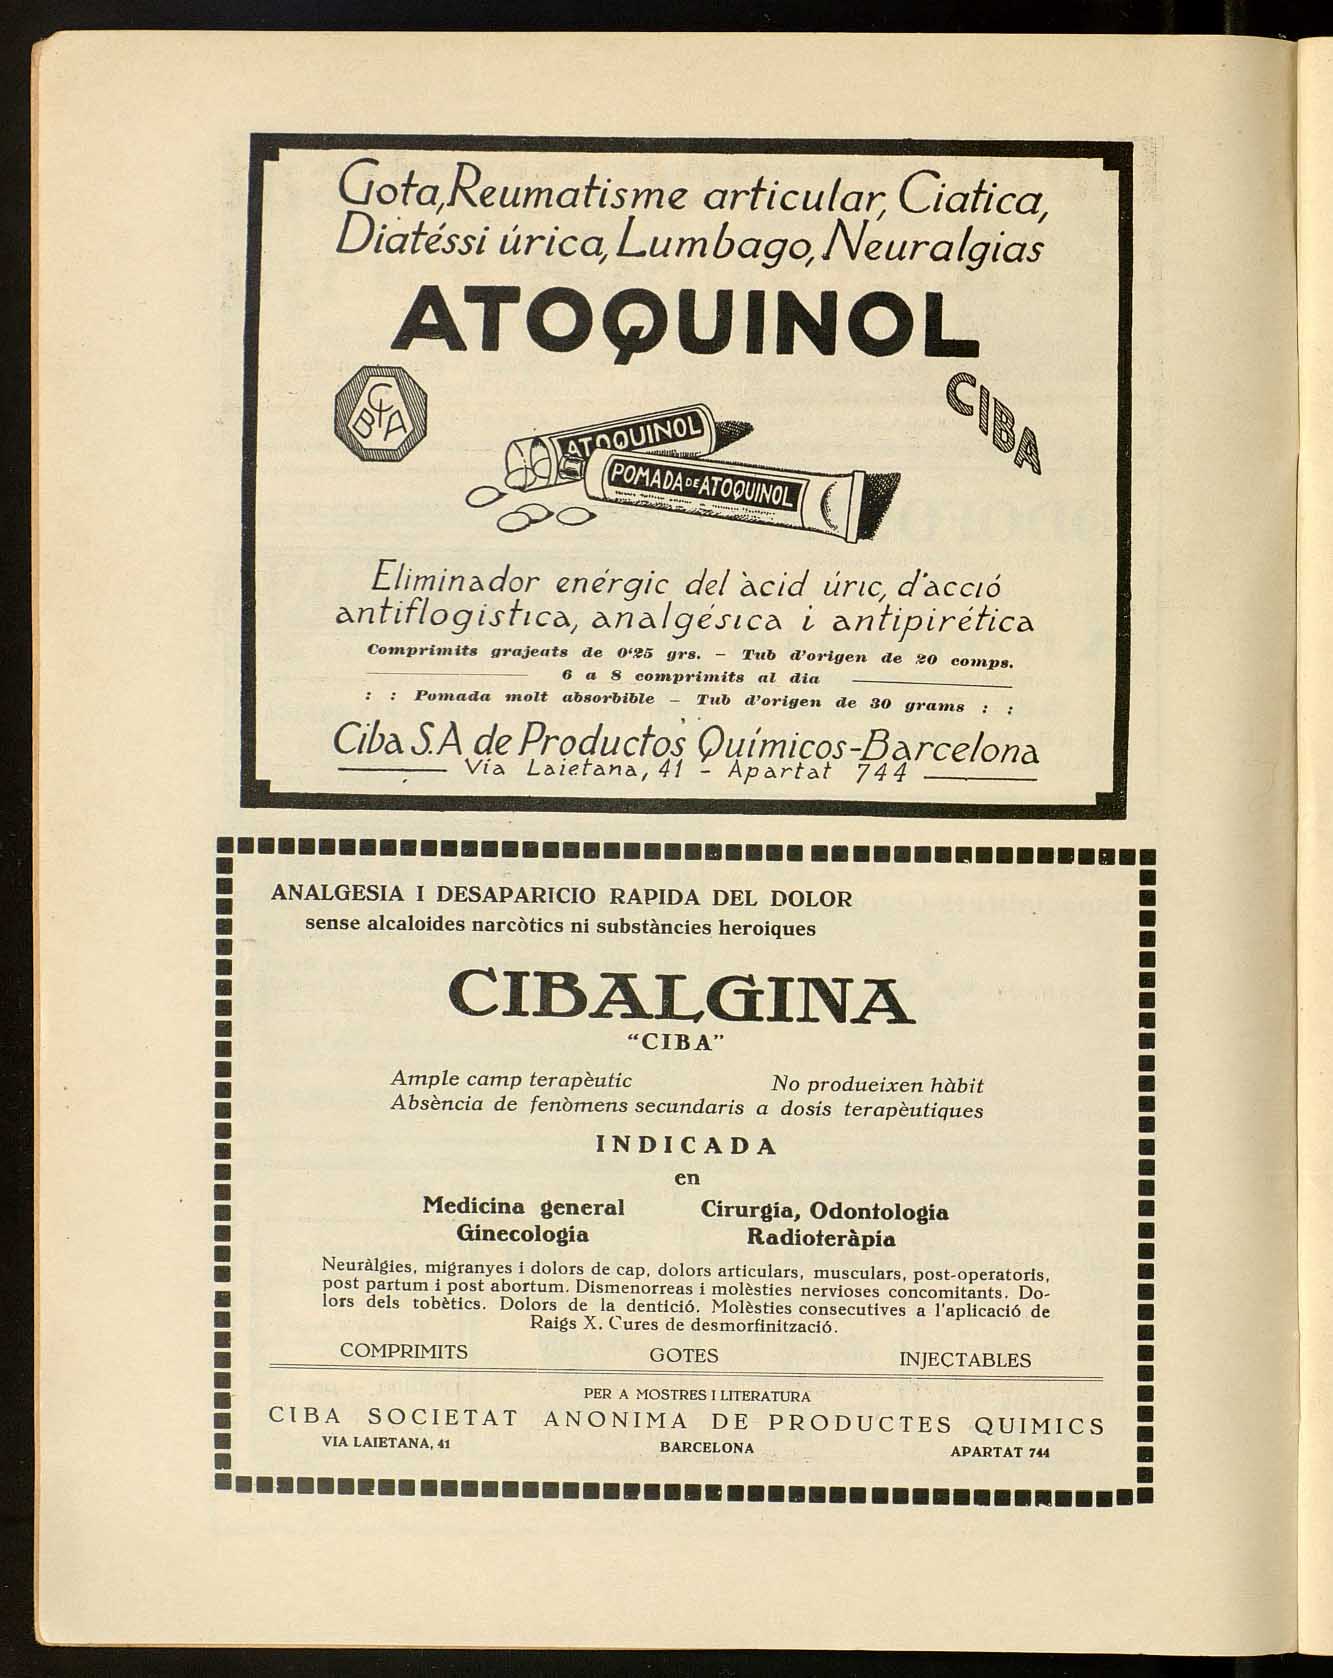 Gota, Reumatisme articular, Ciatica,
Diatéssi úrica, Lumbago, Neuralgias
ATOQUINOL
CIBA
CIBA
ATOQUINOL
POMADA DE ATOQUINOL
Eliminador enérgic del àcid úric, d'acció
antiflogistica, analgésica i antipirética
Comprimits grajeats de 0'25 grs. - Tub d'origen de 20 comps.
6 a 8 comprimits al dia
: : Pomada molt absorbible - Tub d'origen de 30 grams : :
Ciba S.A de Productos Químicos-Barcelona
Via Laietana, 41 - Apartat 744
ANALGESIA I DESAPARICIO RAPIDA DEL DOLOR
sense alcaloides narcòtics ni substàncies heroiques
CIBALGINA
"CIBA"
Ample camp terapèutic No produeixen hàbit
Absència de fenòmens secundaris a dosis terapèutiques
INDICADA
en
Medicina general Cirurgia, Odontologia
Ginecologia Radioteràpia
Neuràlgies, migranyes i dolors de cap, dolors articulars, musculars, post-operatoris,
post partum i post abortum. Dismenorreas i molèsties nervioses concomitants. Do-
lors dels tobètics. Dolors de la dentició. Molèsties consecutives a l'aplicació de
Raigs X. Cures de desmorfinització.
COMPRIMITS GOTES INJECTABLES
PER A MOSTRES I LITERATURA
CIBA SOCIETAT ANONIMA DE PRODUCTES QUIMICS
VIA LAIETANA, 41 BARCELONA APARTAT 744